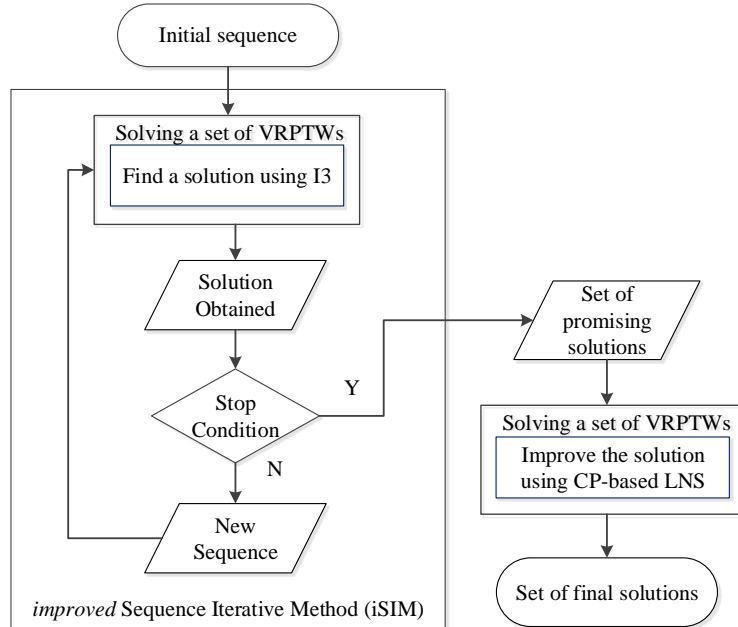 Initial sequence
Solving a set of VRPTWs
Find a solution using I3
Solution
Obtained
Stop
Condition
Y
N
New
Sequence
improved Sequence Iterative Method (iSIM)
Set of
promising
solutions
Solving a set of VRPTWs
Improve the solution
using CP-based LNS
Set of final solutions